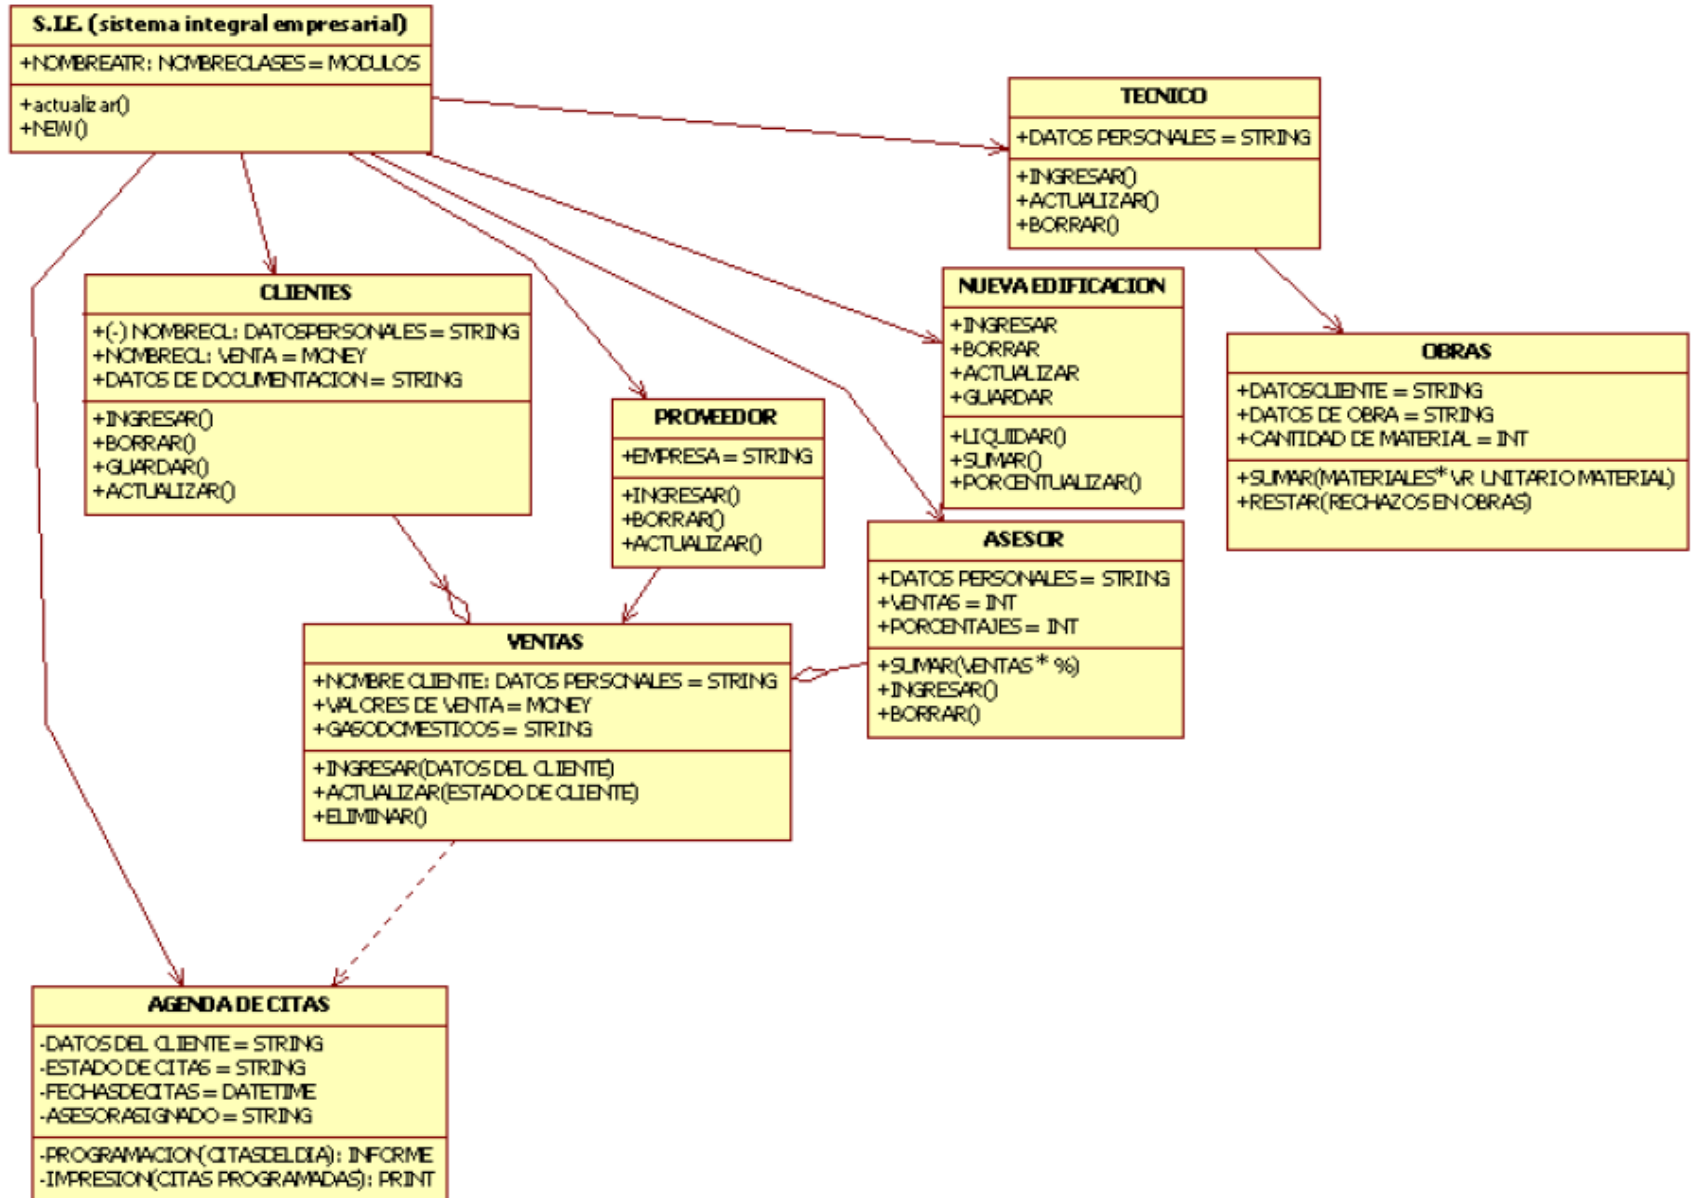 S.I.E. (sistema integral empresarial)
+NOMBREATR: NOMBRECLASES = MODULOS
+actualizar()
+NEW()
TECNICO
+DATOS PERSONALES = STRING
+INGRESAR()
+ACTUALIZAR()
+BORRAR()
CLIENTES
+(-) NOMBRECL: DATOSPERSONALES = STRING
+NOMBRECL: VENTA = MONEY
+DATOS DE DOCUMENTACION = STRING
+INGRESAR()
+BORRAR()
+GUARDAR()
+ACTUALIZAR()
NUEVA EDIFICACION
+INGRESAR
+BORRAR
+ACTUALIZAR
+GUARDAR
+LIQUIDAR()
+SUMAR()
+PORCENTUALIZAR()
OBRAS
+DATOSCLIENTE = STRING
+DATOS DE OBRA = STRING
+CANTIDAD DE MATERIAL = INT
+SUMAR(MATERIALES* VR UNITARIO MATERIAL)
+RESTAR(RECHAZOS EN OBRAS)
PROVEEDOR
+EMPRESA = STRING
+INGRESAR()
+BORRAR()
+ACTUALIZAR()
ASESOR
+DATOS PERSONALES = STRING
+VENTAS = INT
+PORCENTAJES = INT
+SUMAR(VENTAS * %)
+INGRESAR()
+BORRAR()
VENTAS
+NOMBRE CLIENTE: DATOS PERSONALES = STRING
+VALORES DE VENTA = MONEY
+GASODOMESTICOS = STRING
+INGRESAR(DATOS DEL CLIENTE)
+ACTUALIZAR(ESTADO DE CLIENTE)
+ELIMINAR()
AGENDA DE CITAS
-DATOS DEL CLIENTE = STRING
-ESTADO DE CITAS = STRING
-FECHASDECITAS = DATETIME
-ASESORASIGNADO = STRING
-PROGRAMACION(CITASDELDIA): INFORME
-IMPRESION(CITAS PROGRAMADAS): PRINT